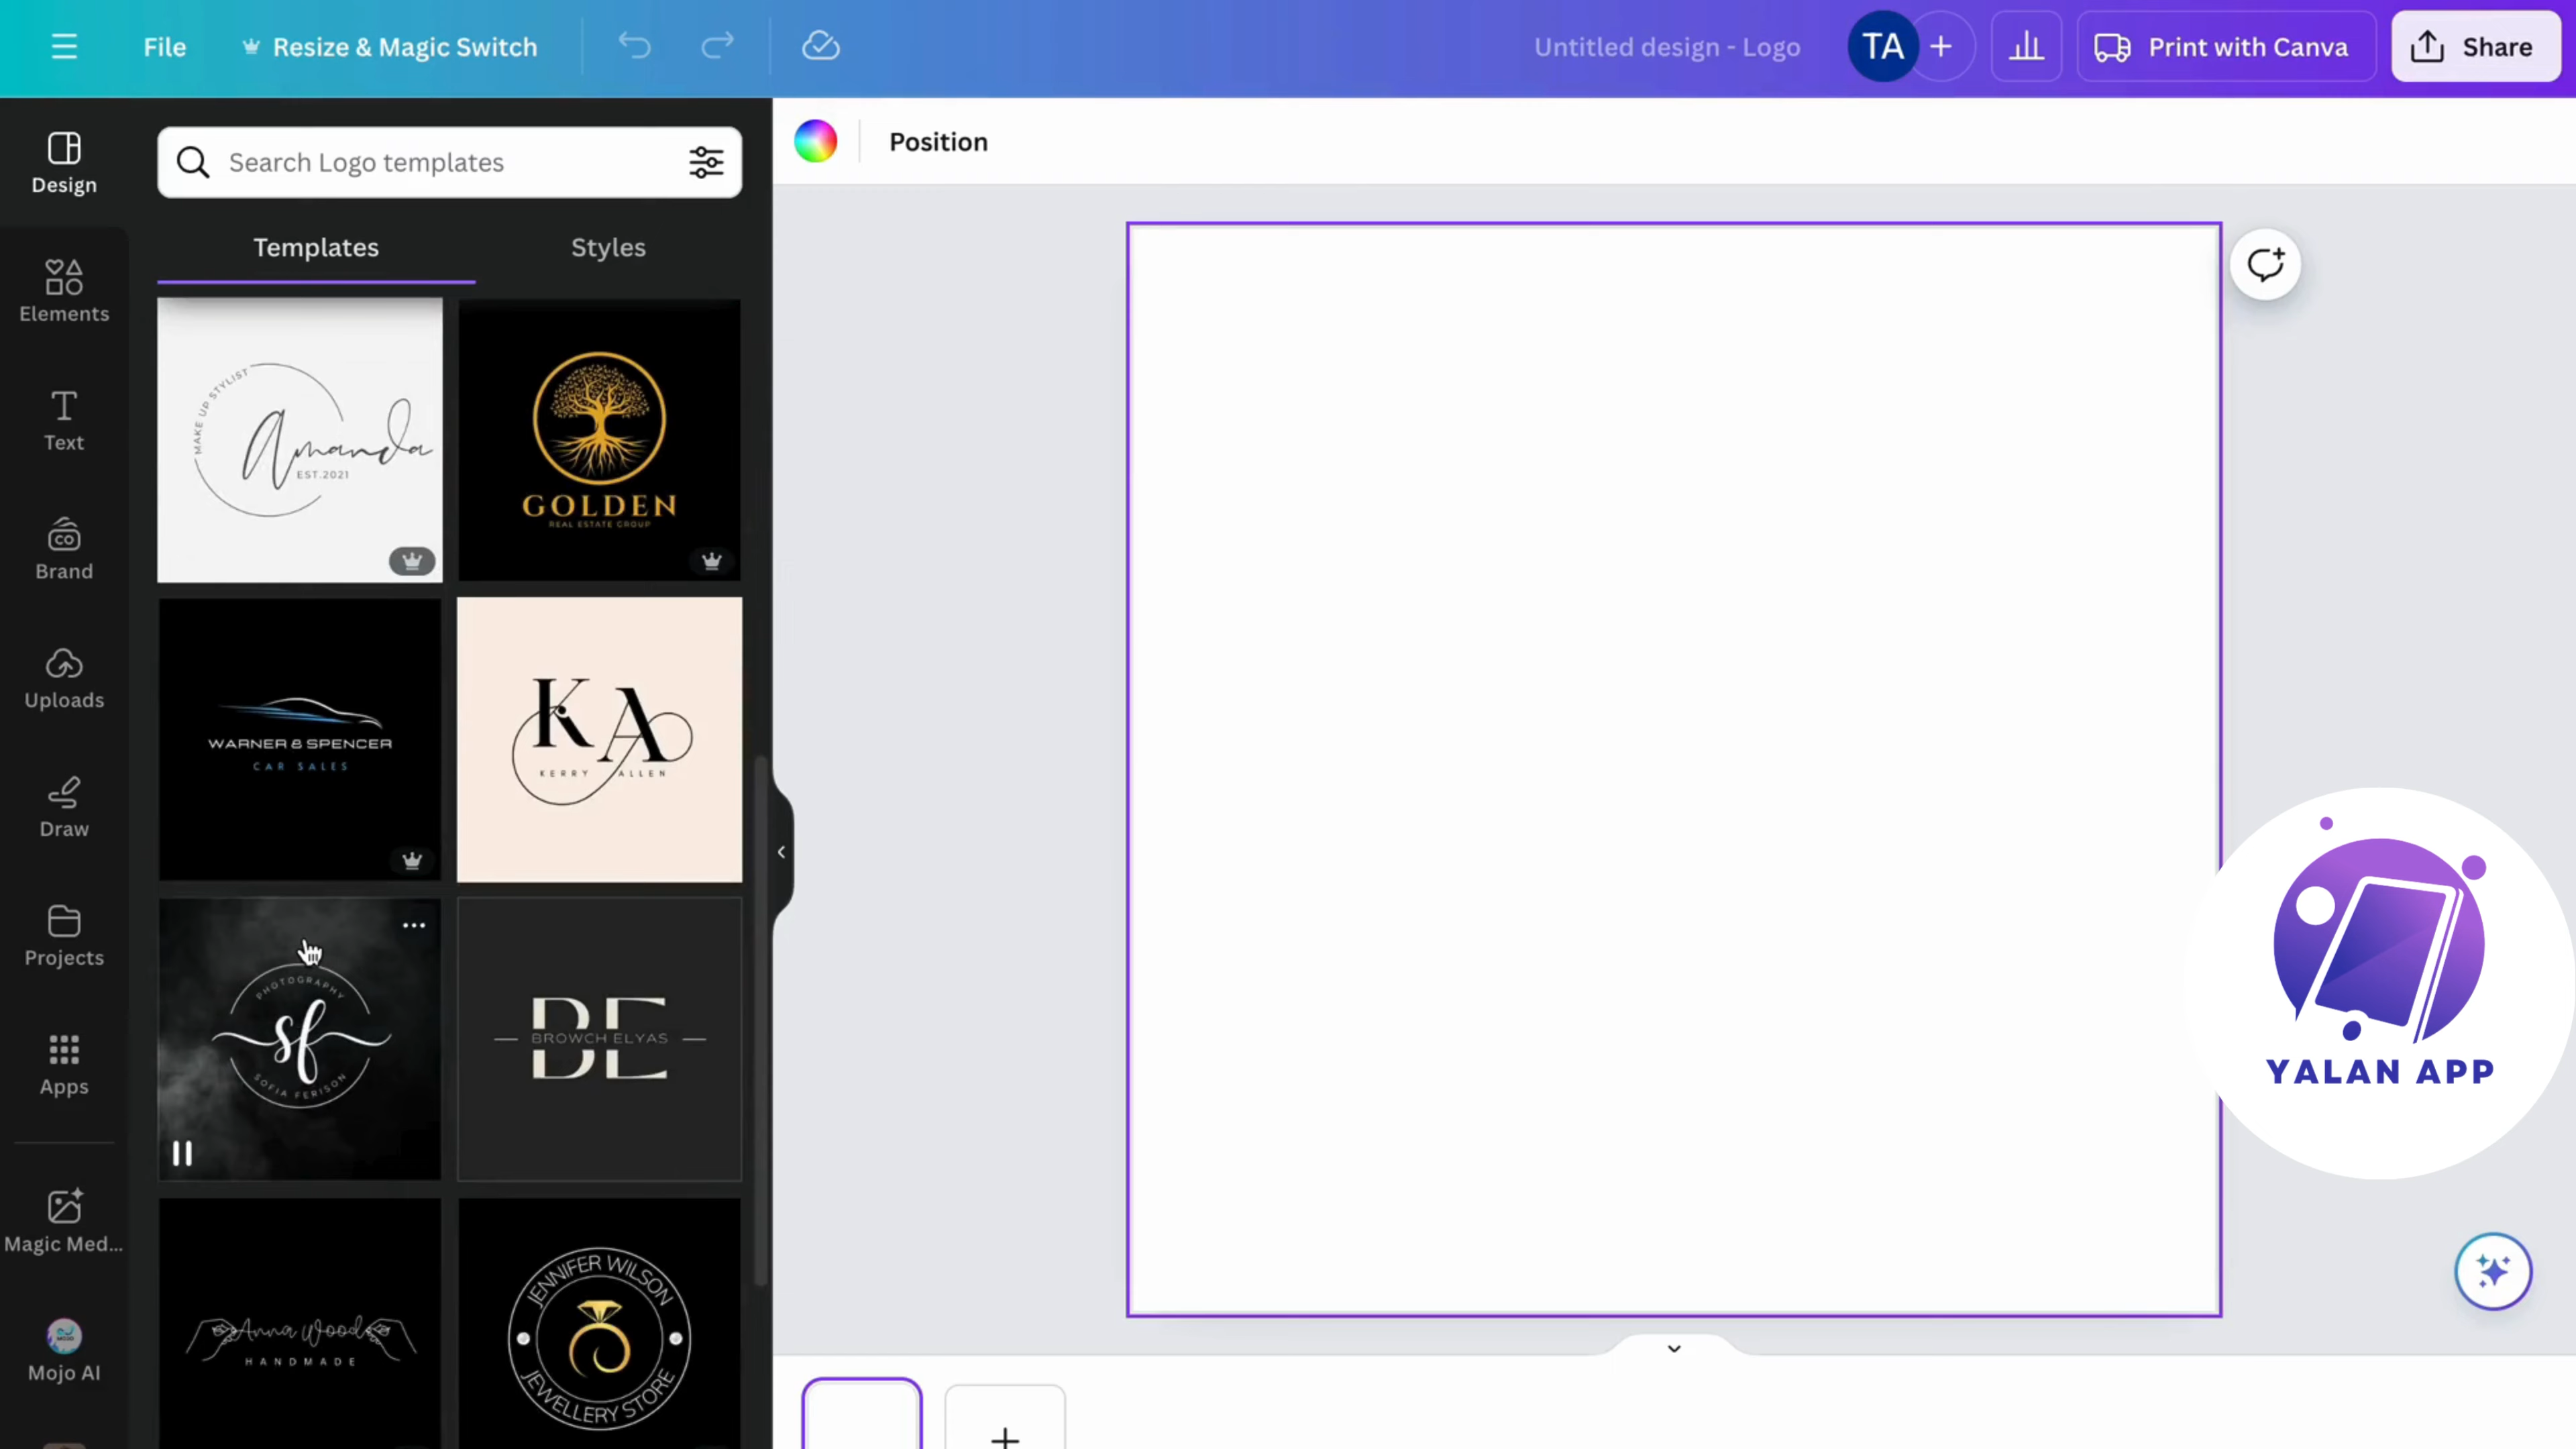 File
Resize & Magic Switch
Untitled design - Logo
TA
Print with Canva
Share
Design
Elements
Text
Brand
CO
Uploads
Draw
Projects
Apps
Magic Med...
Mojo AI
Search Logo templates
Templates
Styles
MAKE UP STYLIST
Amanda
EST.2021
GOLDEN
REAL ESTATE GROUP
WARNER & SPENCER
CAR SALES
K A
KERRY ALLEN
PHOTOGRAPHY
sf
SOFIA FERISON
BE
BROWCH ELYAS
Anna Wood
HANDMADE
JENNIFER WILSON
JEWELLERY STORE
Position
YALAN APP